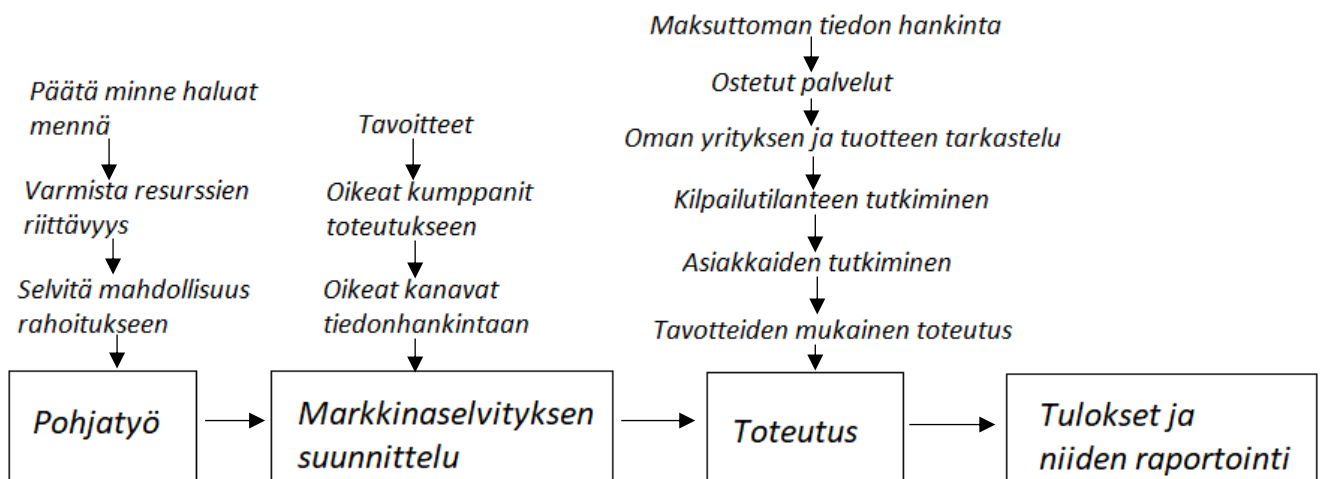 Päätä minne haluat
mennä
Varmista resurssien
riittävyys
Selvitä mahdollisuus
rahoitukseen
Pohjatyö
Tavoitteet
Oikeat kumppanit
toteutukseen
Oikeat kanavat
tiedonhankintaan
Markkinaselvityksen
suunnittelu
Maksuttoman tiedon hankinta
Ostetut palvelut
Oman yrityksen ja tuotteen tarkastelu
Kilpailutilanteen tutkiminen
Asiakkaiden tutkiminen
Tavotteiden mukainen toteutus
Toteutus
Tulokset ja
niiden raportointi